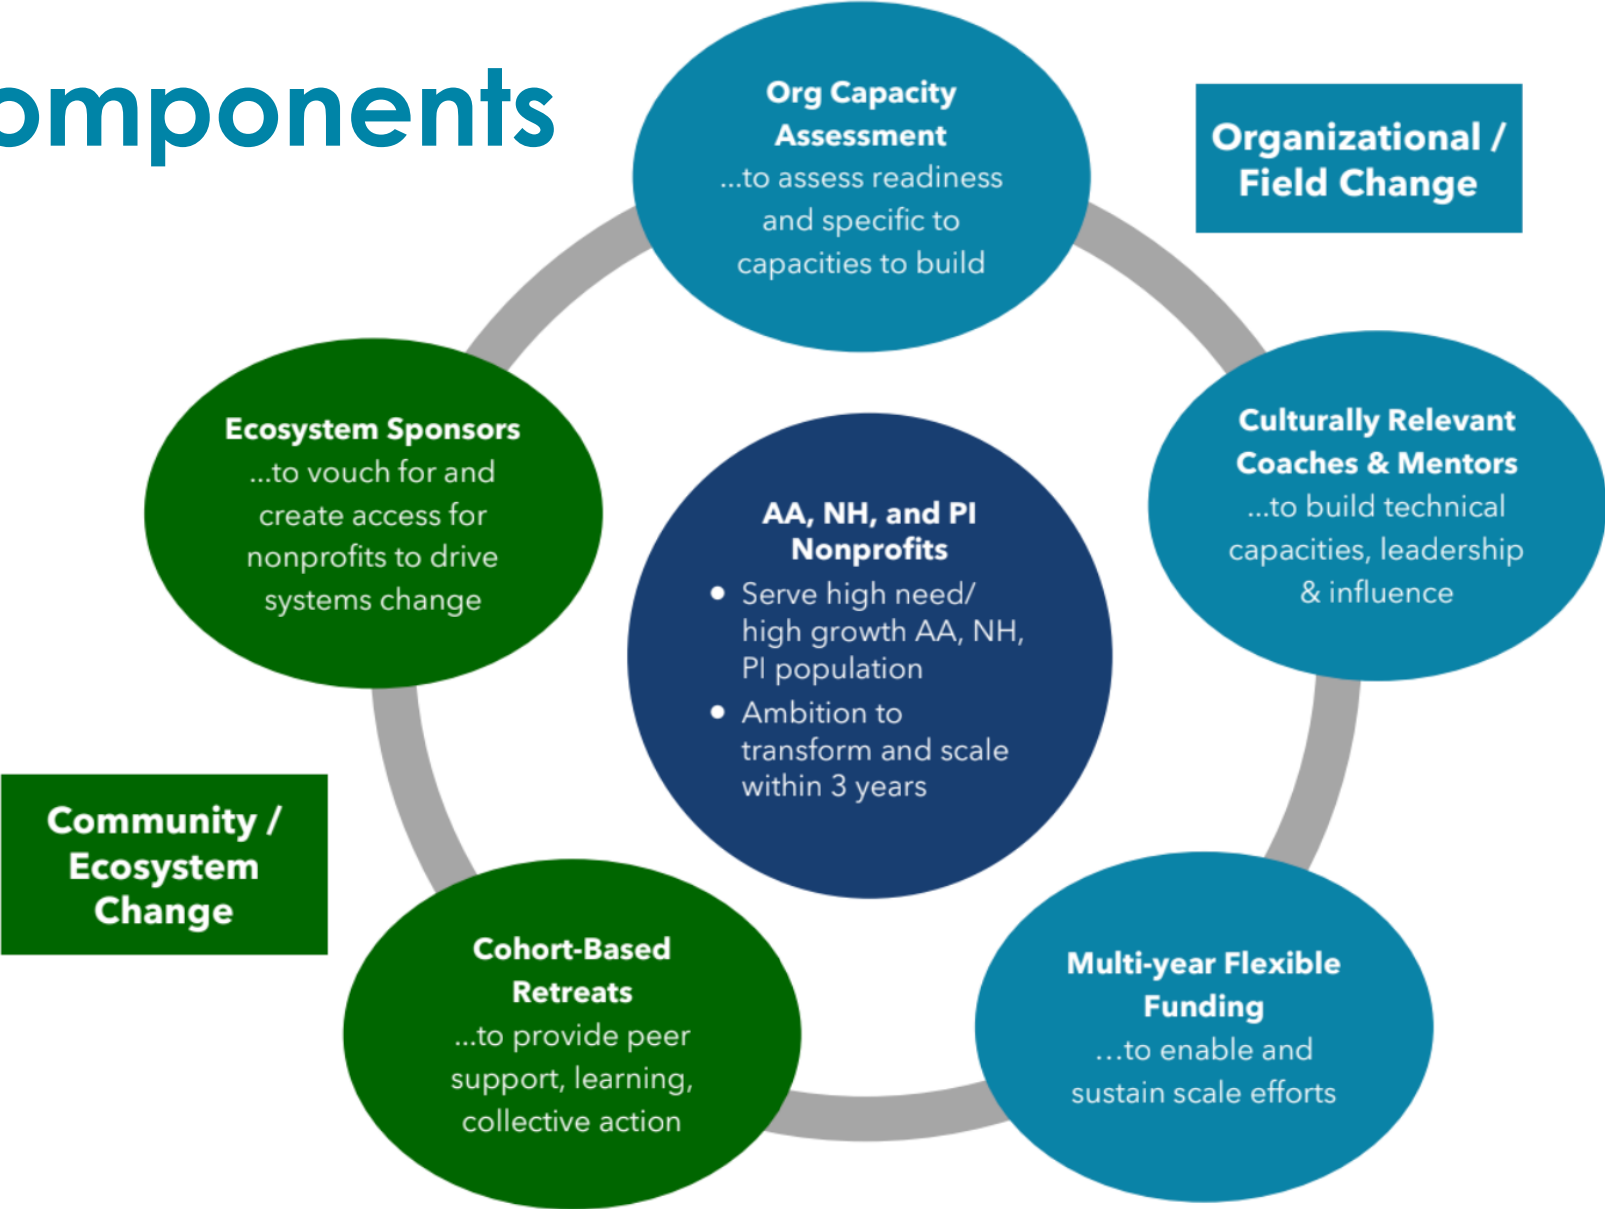 omponents
Org Capacity
Assessment
...to assess readiness
and specific to
capacities to build
Organizational /
Field Change
Culturally Relevant
Coaches & Mentors
...to build technical
capacities, leadership
& influence
Ecosystem Sponsors
...to vouch for and
create access for
nonprofits to drive
systems change
AA, NH, and PI
Nonprofits
• Serve high need/
high growth AA, NH,
PI population
• Ambition to
transform and scale
within 3 years
Community /
Ecosystem
Change
Cohort-Based
Retreats
...to provide peer
support, learning,
collective action
Multi-year Flexible
Funding
...to enable and
sustain scale efforts